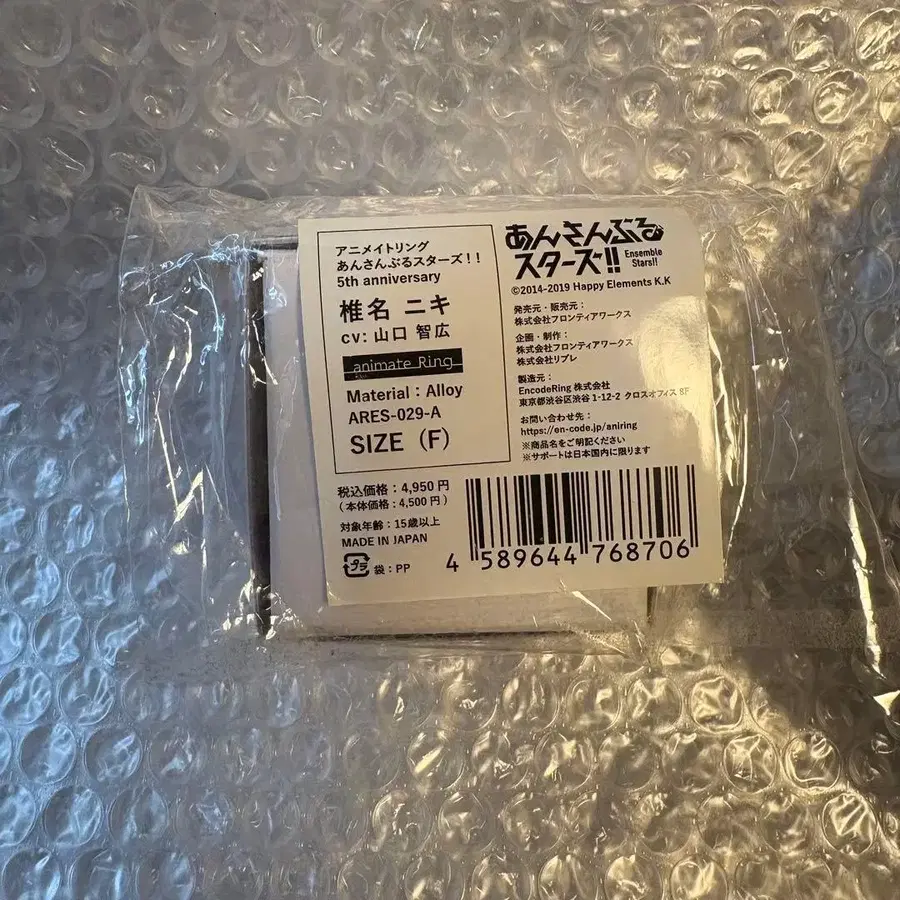 アニメイトリング
あんさんぶるスターズ！！
5th anniversary
椎名 ニキ
cv: 山口 智広
animate Ring
Material：Alloy
ARES-029-A
SIZE（F）
税込価格：4,950 円
（本体価格：4,500 円）
対象年齢：15歳以上
MADE IN JAPAN
プラ 袋：PP
あんさんぶる
スターズ!!
Ensemble
Stars!!
©2014-2019 Happy Elements K.K
発売元・販売元：
株式会社フロンティアワークス
企画・制作：
株式会社フロンティアワークス
株式会社リブレ
製造元：
EncodeRing 株式会社
東京都渋谷区渋谷 1-12-2 クロスオフィス 8F
お問い合わせ先：
https://en-code.jp/aniring
※商品名をご明記ください
※サポートは日本国内に限ります
4 589644 768706